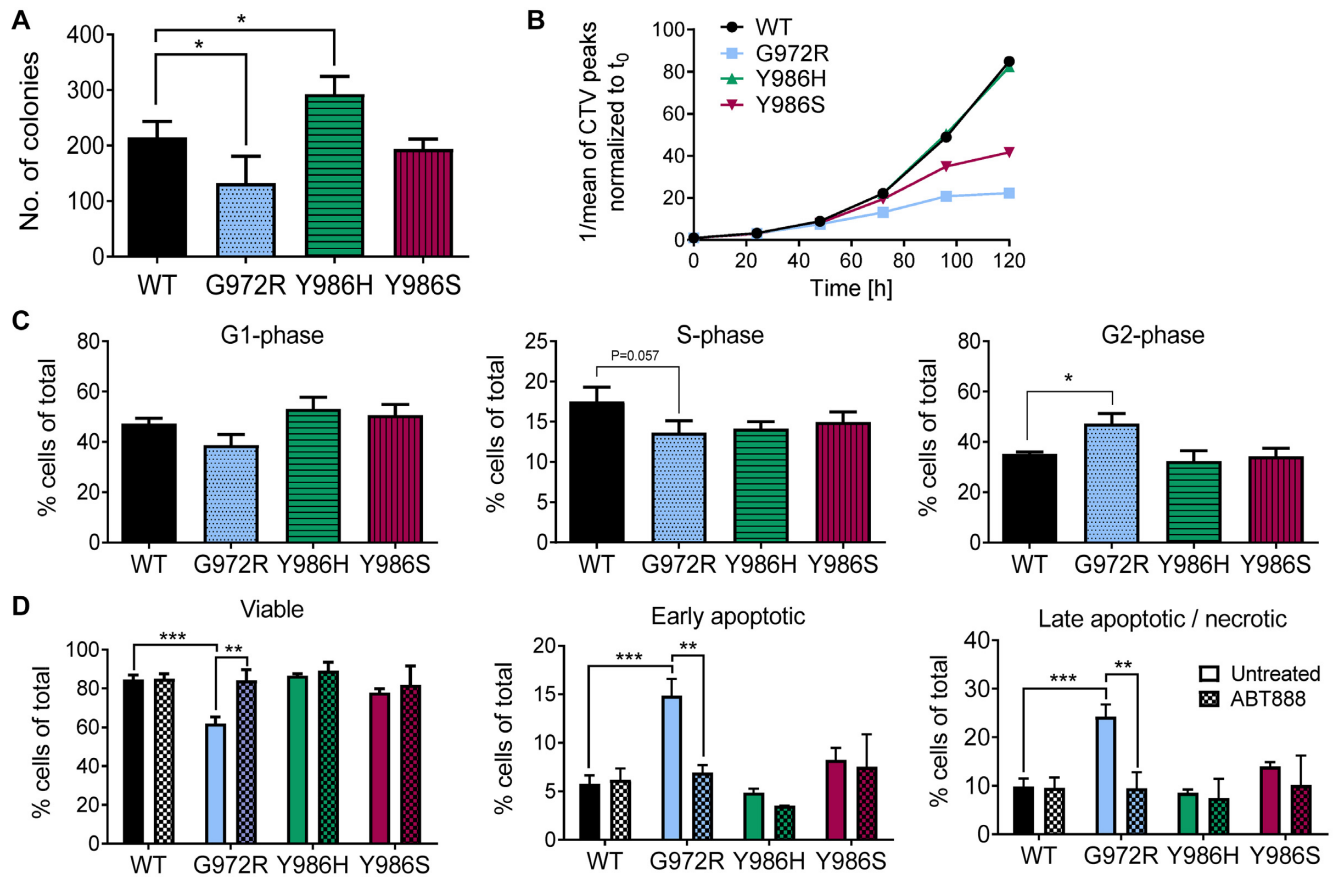 A
No. of colonies
400
300
200
100
0
*
*
WT G972R Y986H Y986S
B
1/mean of CTV peaks
normalized to t0
100
80
60
40
20
0
WT
G972R
Y986H
Y986S
0 20 40 60 80 100 120
Time [h]
C
G1-phase
% cells of total
80
60
40
20
0
WT G972R Y986H Y986S
S-phase
% cells of total
25
20
15
10
5
0
P=0.057
WT G972R Y986H Y986S
G2-phase
% cells of total
80
60
40
20
0
*
WT G972R Y986H Y986S
D
Viable
% cells of total
100
80
60
40
20
0
*** **
WT G972R Y986H Y986S
Early apoptotic
% cells of total
20
15
10
5
0
*** **
WT G972R Y986H Y986S
Late apoptotic / necrotic
% cells of total
40
30
20
10
0
*** **
Untreated
ABT888
WT G972R Y986H Y986S